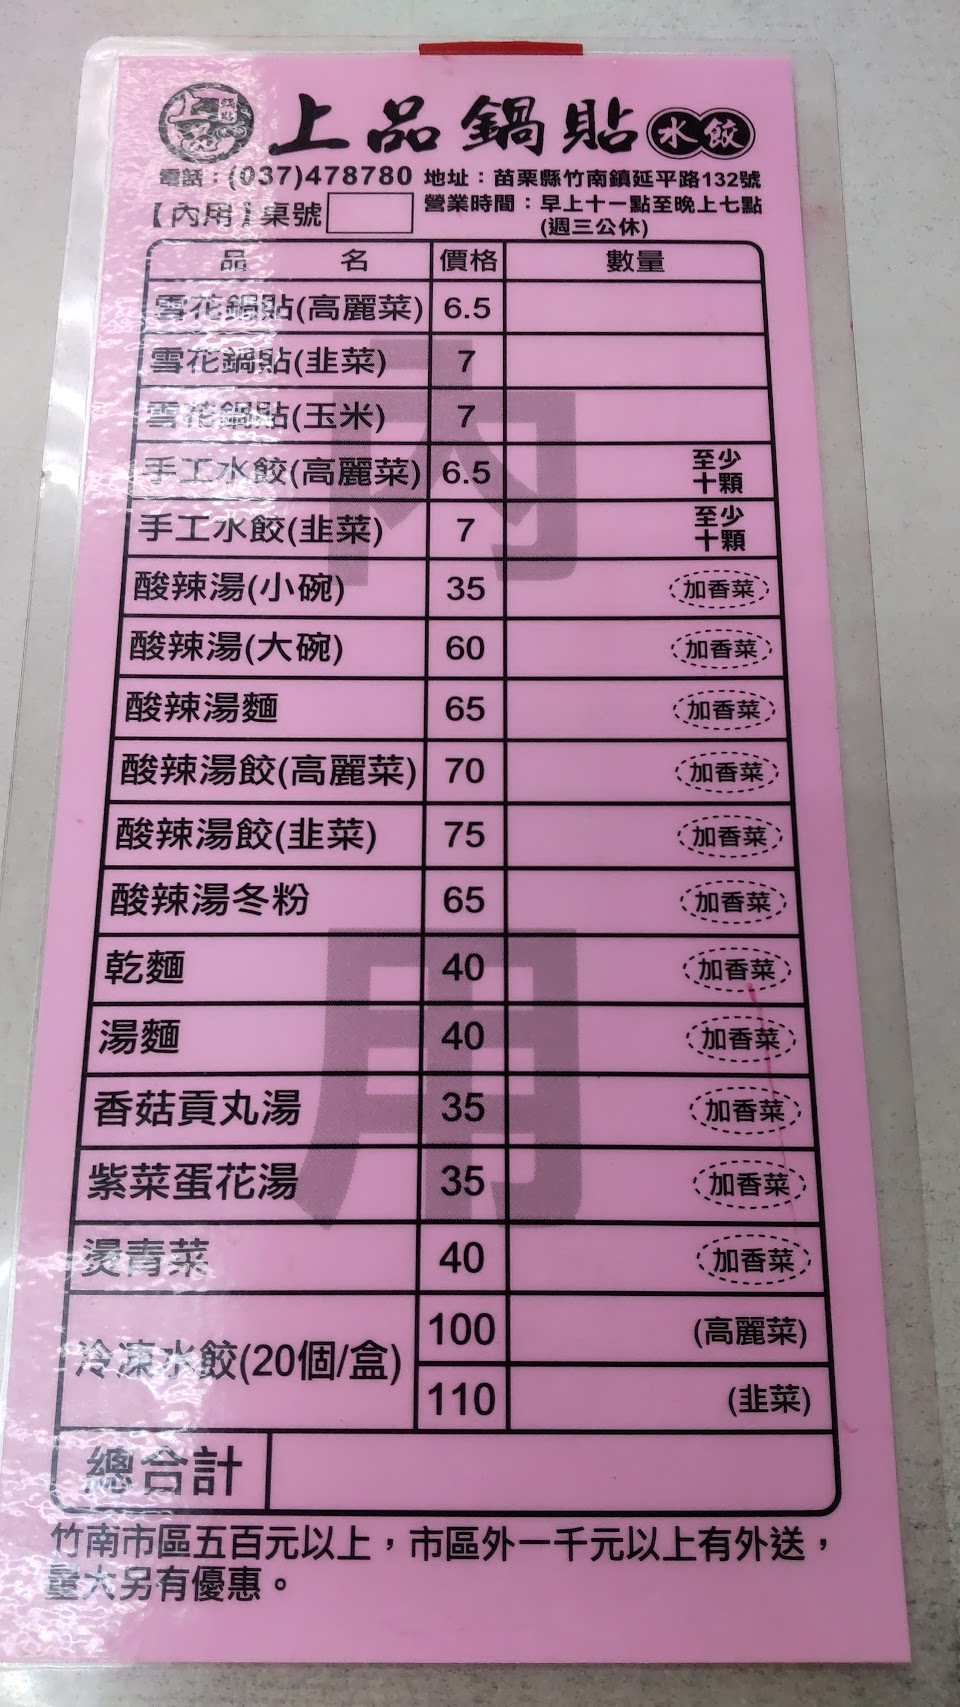 上品鍋貼 水餃
電話：(037)478780 地址：苗栗縣竹南鎮延平路132號
【內用】桌號 營業時間：早上十一點至晚上七點
(週三公休)
品名 價格 數量
雪花鍋貼(高麗菜) 6.5
雪花鍋貼(韭菜) 7
雪花鍋貼(玉米) 7
手工水餃(高麗菜) 6.5 至少十顆
手工水餃(韭菜) 7 至少十顆
酸辣湯(小碗) 35 加香菜
酸辣湯(大碗) 60 加香菜
酸辣湯麵 65 加香菜
酸辣湯餃(高麗菜) 70 加香菜
酸辣湯餃(韭菜) 75 加香菜
酸辣湯冬粉 65 加香菜
乾麵 40 加香菜
湯麵 40 加香菜
香菇貢丸湯 35 加香菜
紫菜蛋花湯 35 加香菜
燙青菜 40 加香菜
冷凍水餃(20個/盒) 100 (高麗菜)
110 (韭菜)
總合計
竹南市區五百元以上，市區外一千元以上有外送，
量大另有優惠。
內用